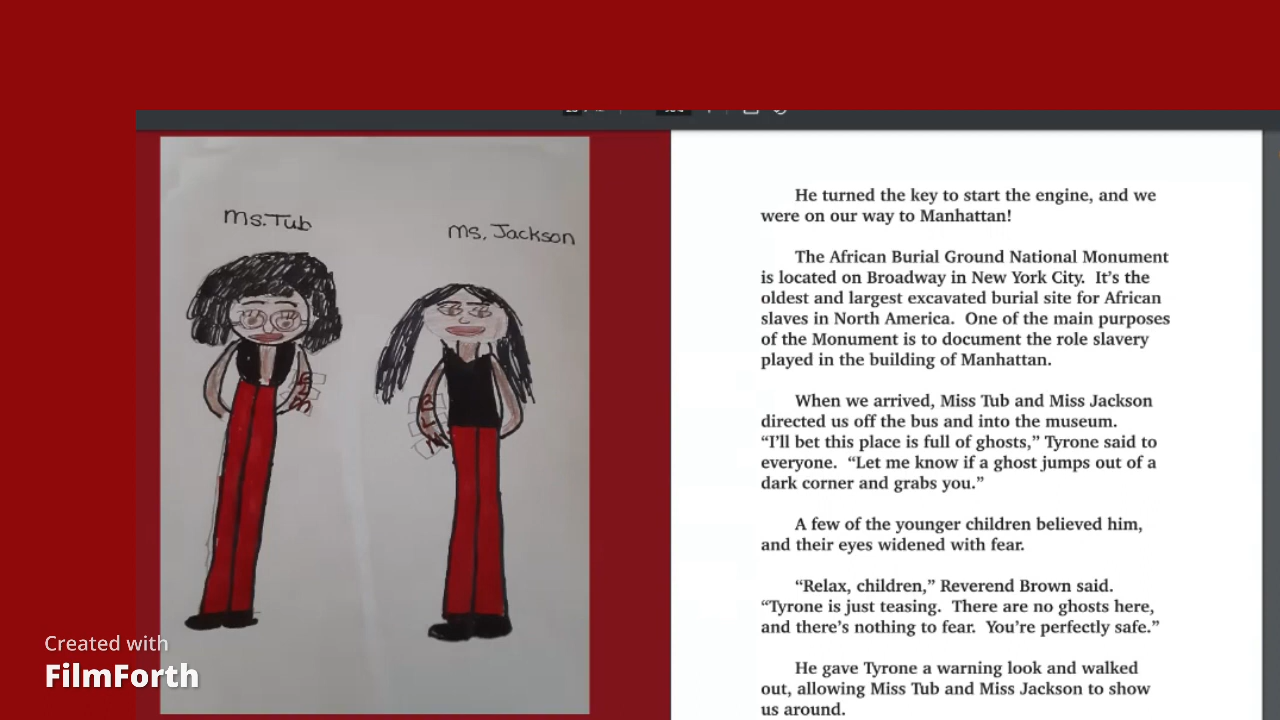 Ms. Tub
Ms. Jackson
He turned the key to start the engine, and we
were on our way to Manhattan!
The African Burial Ground National Monument
is located on Broadway in New York City.  It’s the
oldest and largest excavated burial site for African
slaves in North America.  One of the main purposes
of the Monument is to document the role slavery
played in the building of Manhattan.
When we arrived, Miss Tub and Miss Jackson
directed us off the bus and into the museum.
“I’ll bet this place is full of ghosts,” Tyrone said to
everyone.  “Let me know if a ghost jumps out of a
dark corner and grabs you.”
A few of the younger children believed him,
and their eyes widened with fear.
“Relax, children,” Reverend Brown said.
“Tyrone is just teasing.  There are no ghosts here,
and there’s nothing to fear.  You’re perfectly safe.”
He gave Tyrone a warning look and walked
out, allowing Miss Tub and Miss Jackson to show
us around.
Created with
FilmForth